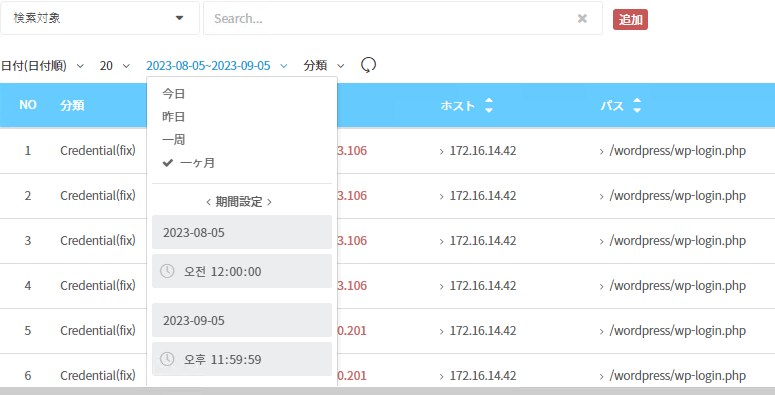 検索対象 Search... 追加
日付(日付順) 20 2023-08-05~2023-09-05 分類
NO 分類 ホスト パス
今日
昨日
一周
一ヶ月
< 期間設定 >
2023-08-05
오전 12:00:00
2023-09-05
오후 11:59:59
1 Credential(fix) 3.106 > 172.16.14.42 > /wordpress/wp-login.php
2 Credential(fix) 3.106 > 172.16.14.42 > /wordpress/wp-login.php
3 Credential(fix) 3.106 > 172.16.14.42 > /wordpress/wp-login.php
4 Credential(fix) 3.106 > 172.16.14.42 > /wordpress/wp-login.php
5 Credential(fix) 0.201 > 172.16.14.42 > /wordpress/wp-login.php
6 Credential(fix) 0.201 > 172.16.14.42 > /wordpress/wp-login.php